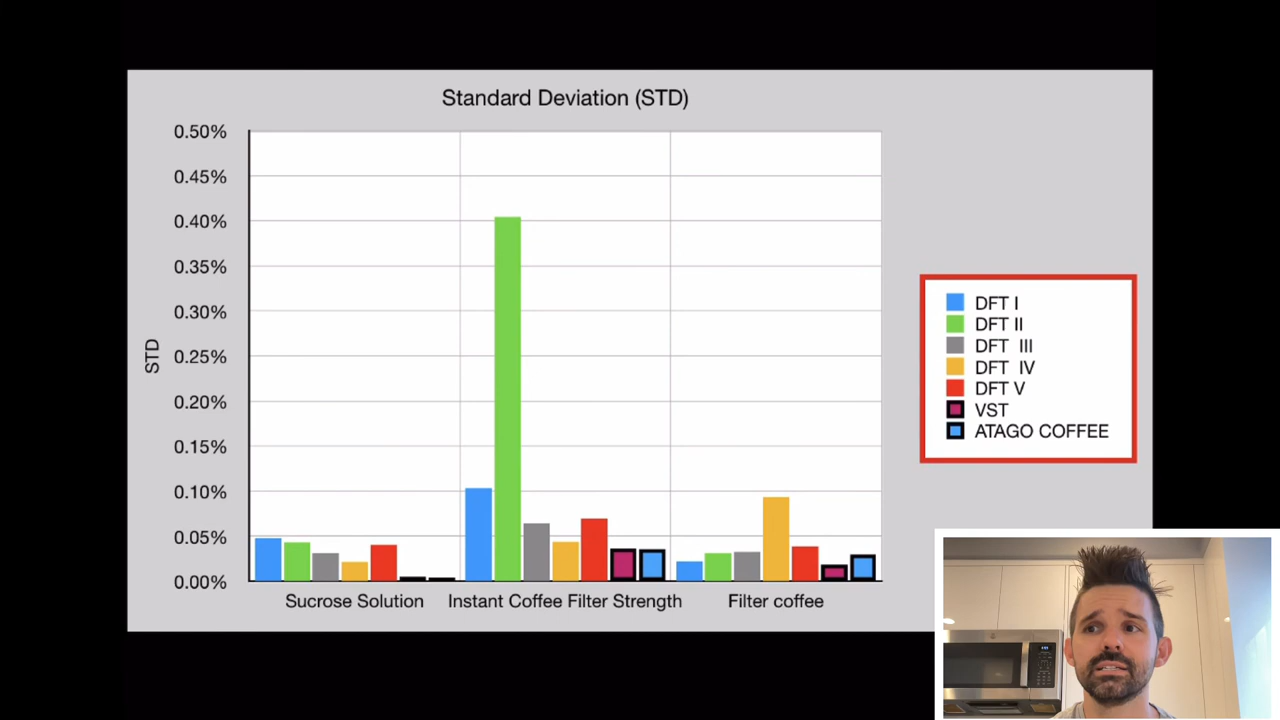 Standard Deviation (STD)
0.50%
0.45%
0.40%
0.35%
0.30%
0.25%
0.20%
0.15%
0.10%
0.05%
0.00%
STD
Sucrose Solution
Instant Coffee Filter Strength
Filter coffee
DFT I
DFT II
DFT III
DFT IV
DFT V
VST
ATAGO COFFEE